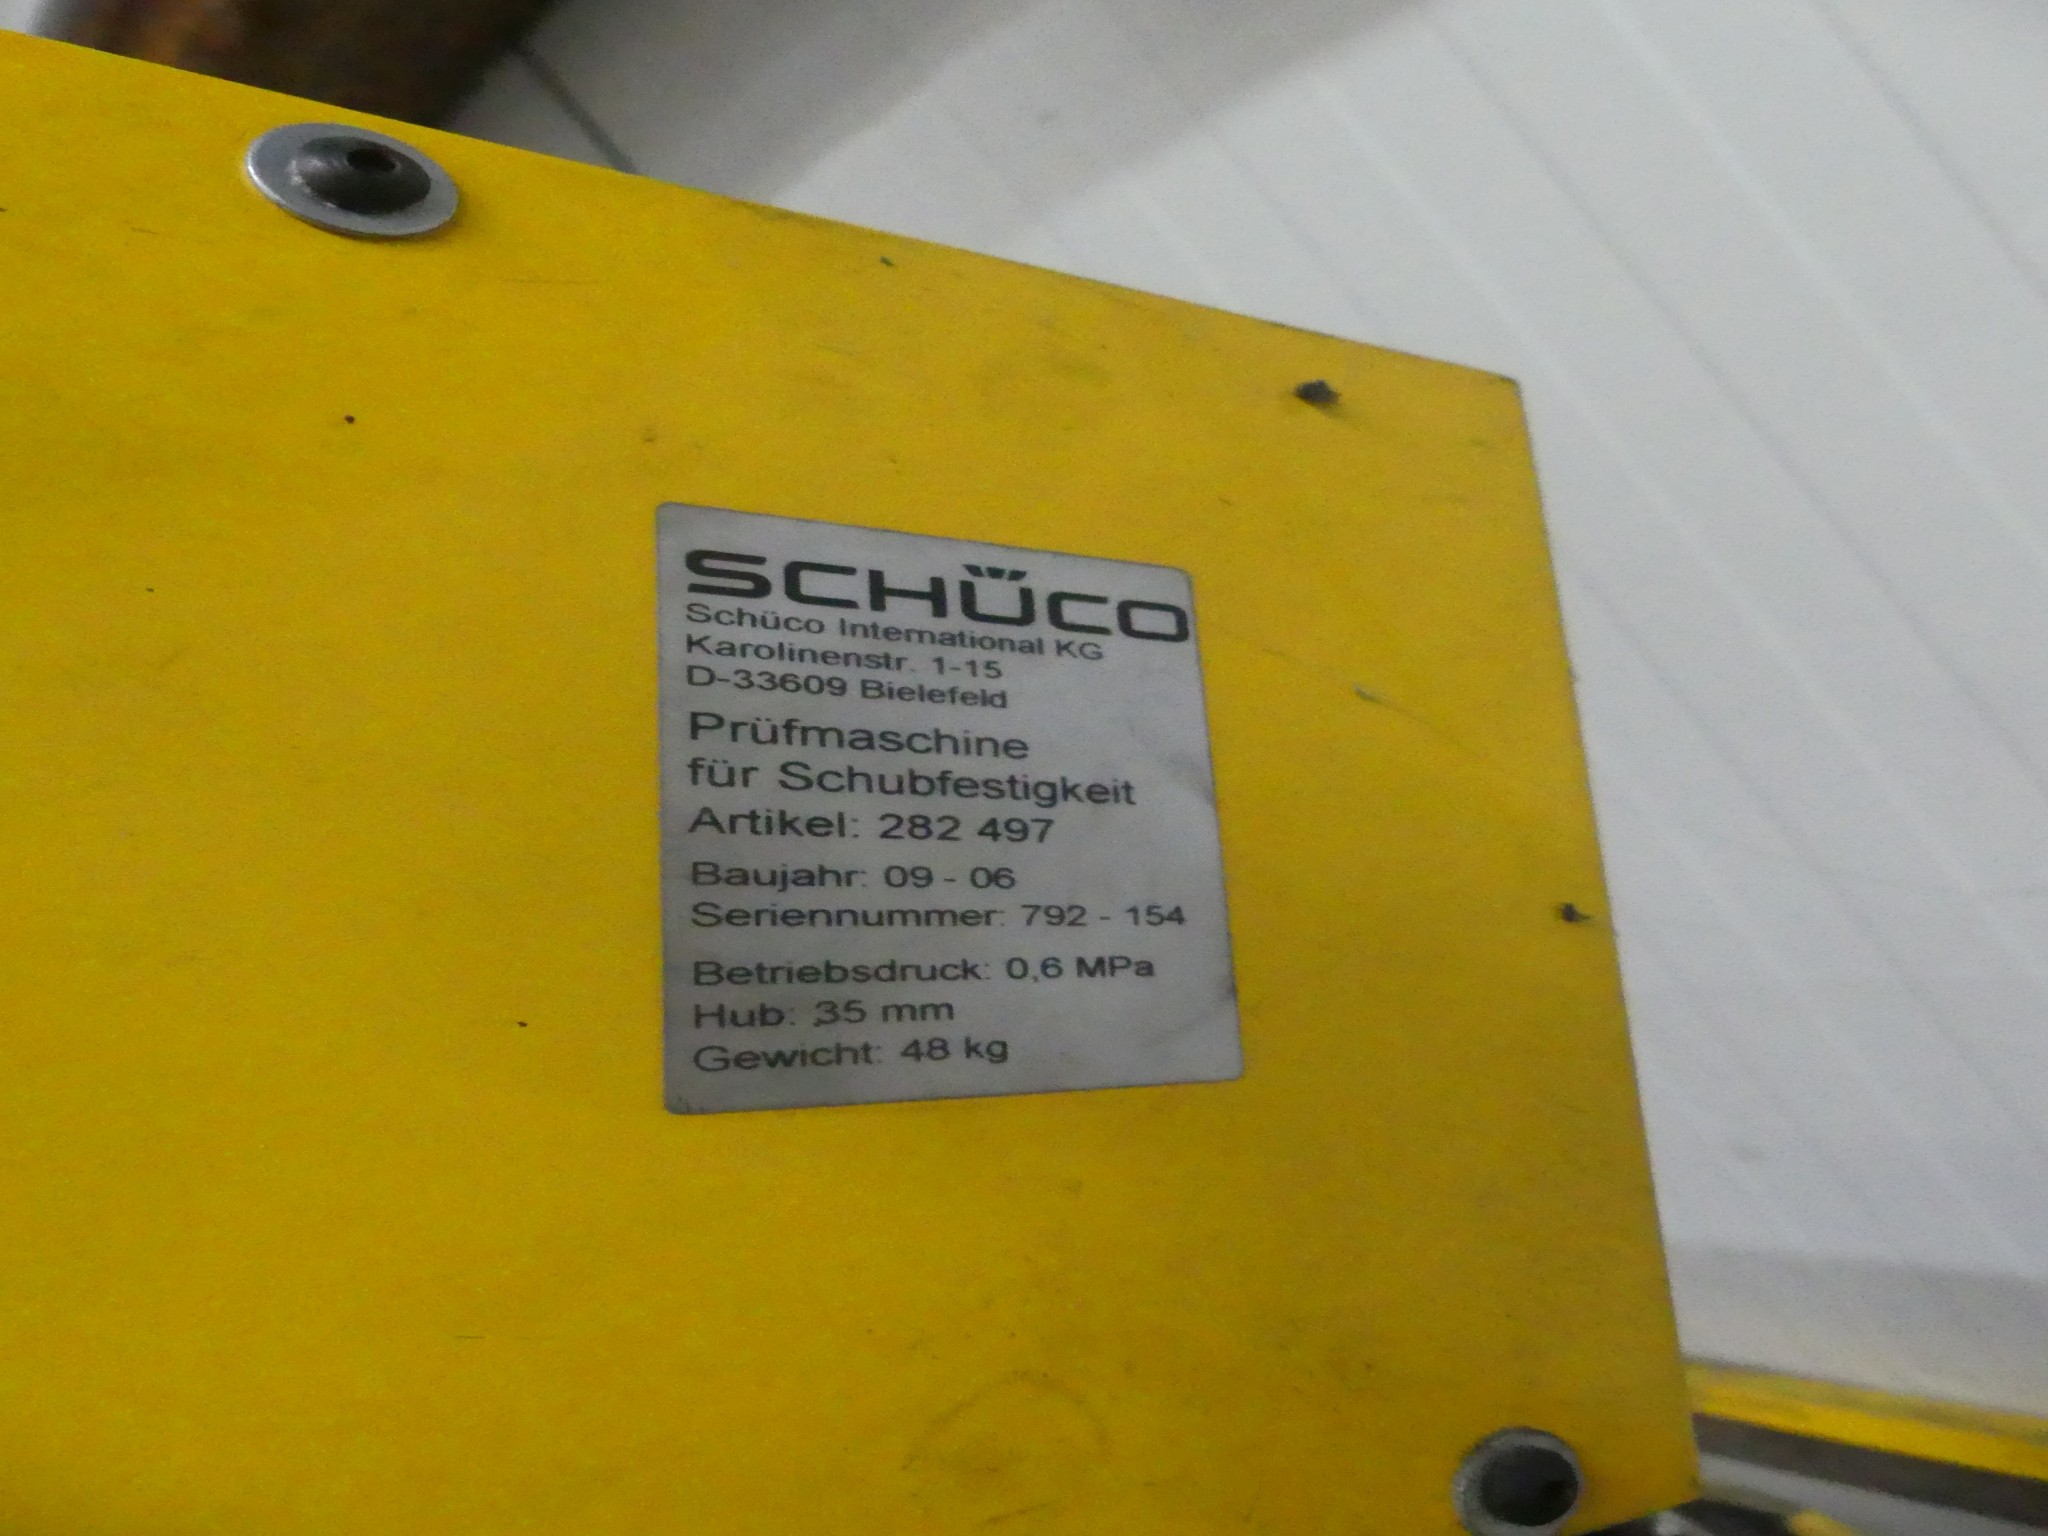 SCHÜCO
Schüco International KG
Karolinenstr. 1-15
D-33609 Bielefeld
Prüfmaschine
für Schubfestigkeit
Artikel: 282 497
Baujahr: 09 - 06
Seriennummer: 792 - 154
Betriebsdruck: 0,6 MPa
Hub: 35 mm
Gewicht: 48 kg